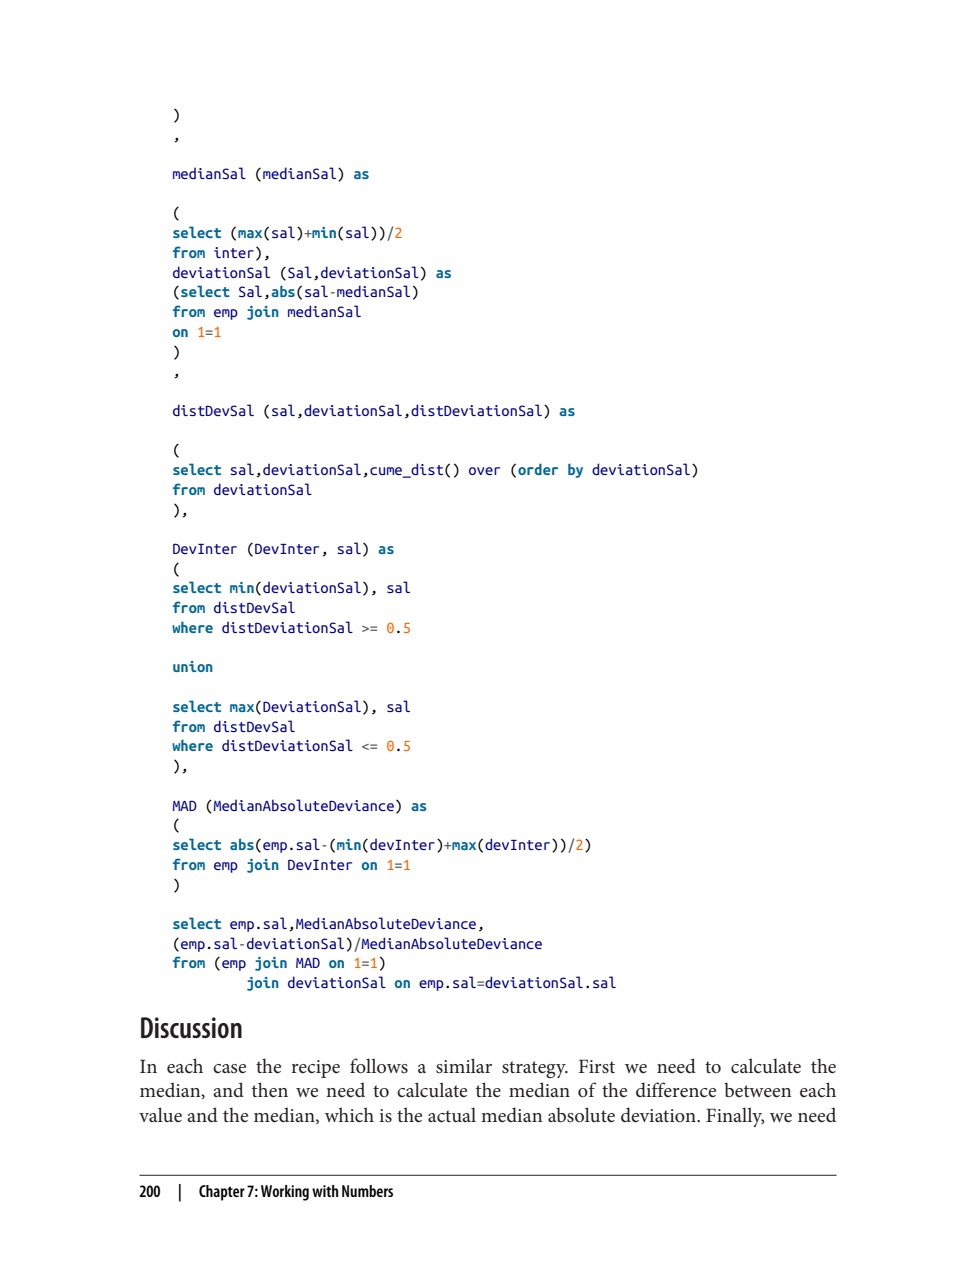 )
,
medianSal (medianSal) as
(
select (max(sal)+min(sal))/2
from inter),
deviationSal (Sal,deviationSal) as
(select Sal,abs(sal-medianSal)
from emp join medianSal
on 1=1
)
,
distDevSal (sal,deviationSal,distDeviationSal) as
(
select sal,deviationSal,cume_dist() over (order by deviationSal)
from deviationSal
),
DevInter (DevInter, sal) as
(
select min(deviationSal), sal
from distDevSal
where distDeviationSal >= 0.5
union
select max(DeviationSal), sal
from distDevSal
where distDeviationSal <= 0.5
),
MAD (MedianAbsoluteDeviance) as
(
select abs(emp.sal-(min(devInter)+max(devInter))/2)
from emp join DevInter on 1=1
)
select emp.sal,MedianAbsoluteDeviance,
(emp.sal-deviationSal)/MedianAbsoluteDeviance
from (emp join MAD on 1=1)
join deviationSal on emp.sal=deviationSal.sal
Discussion
In each case the recipe follows a similar strategy. First we need to calculate the
median, and then we need to calculate the median of the difference between each
value and the median, which is the actual median absolute deviation. Finally, we need
200 | Chapter 7: Working with Numbers